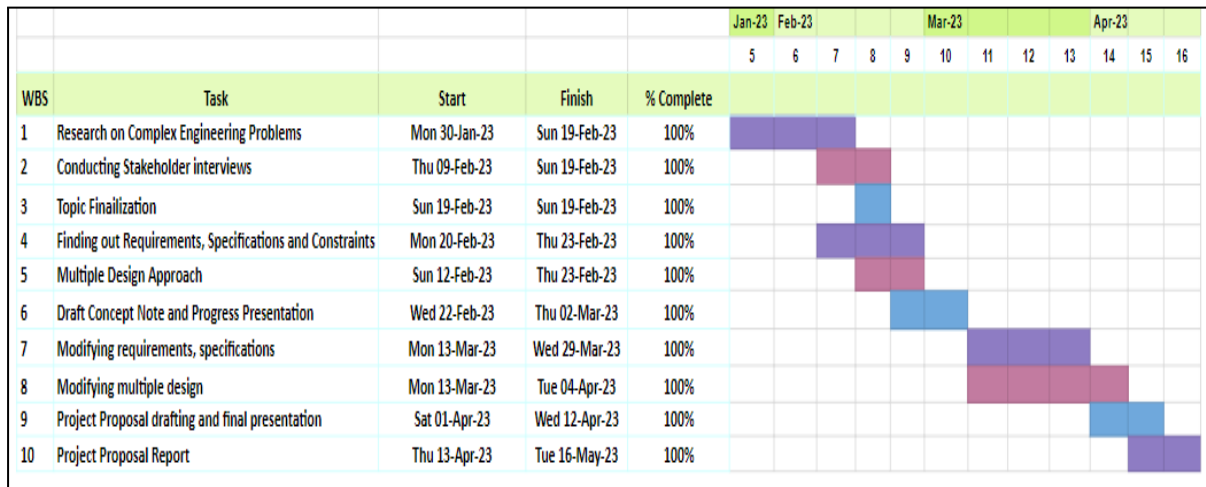 Jan-23 Feb-23 Mar-23 Apr-23
5 6 7 8 9 10 11 12 13 14 15 16
WBS Task Start Finish % Complete
1 Research on Complex Engineering Problems Mon 30-Jan-23 Sun 19-Feb-23 100%
2 Conducting Stakeholder interviews Thu 09-Feb-23 Sun 19-Feb-23 100%
3 Topic Finailization Sun 19-Feb-23 Sun 19-Feb-23 100%
4 Finding out Requirements, Specifications and Constraints Mon 20-Feb-23 Thu 23-Feb-23 100%
5 Multiple Design Approach Sun 12-Feb-23 Thu 23-Feb-23 100%
6 Draft Concept Note and Progress Presentation Wed 22-Feb-23 Thu 02-Mar-23 100%
7 Modifying requirements, specifications Mon 13-Mar-23 Wed 29-Mar-23 100%
8 Modifying multiple design Mon 13-Mar-23 Tue 04-Apr-23 100%
9 Project Proposal drafting and final presentation Sat 01-Apr-23 Wed 12-Apr-23 100%
10 Project Proposal Report Thu 13-Apr-23 Tue 16-May-23 100%